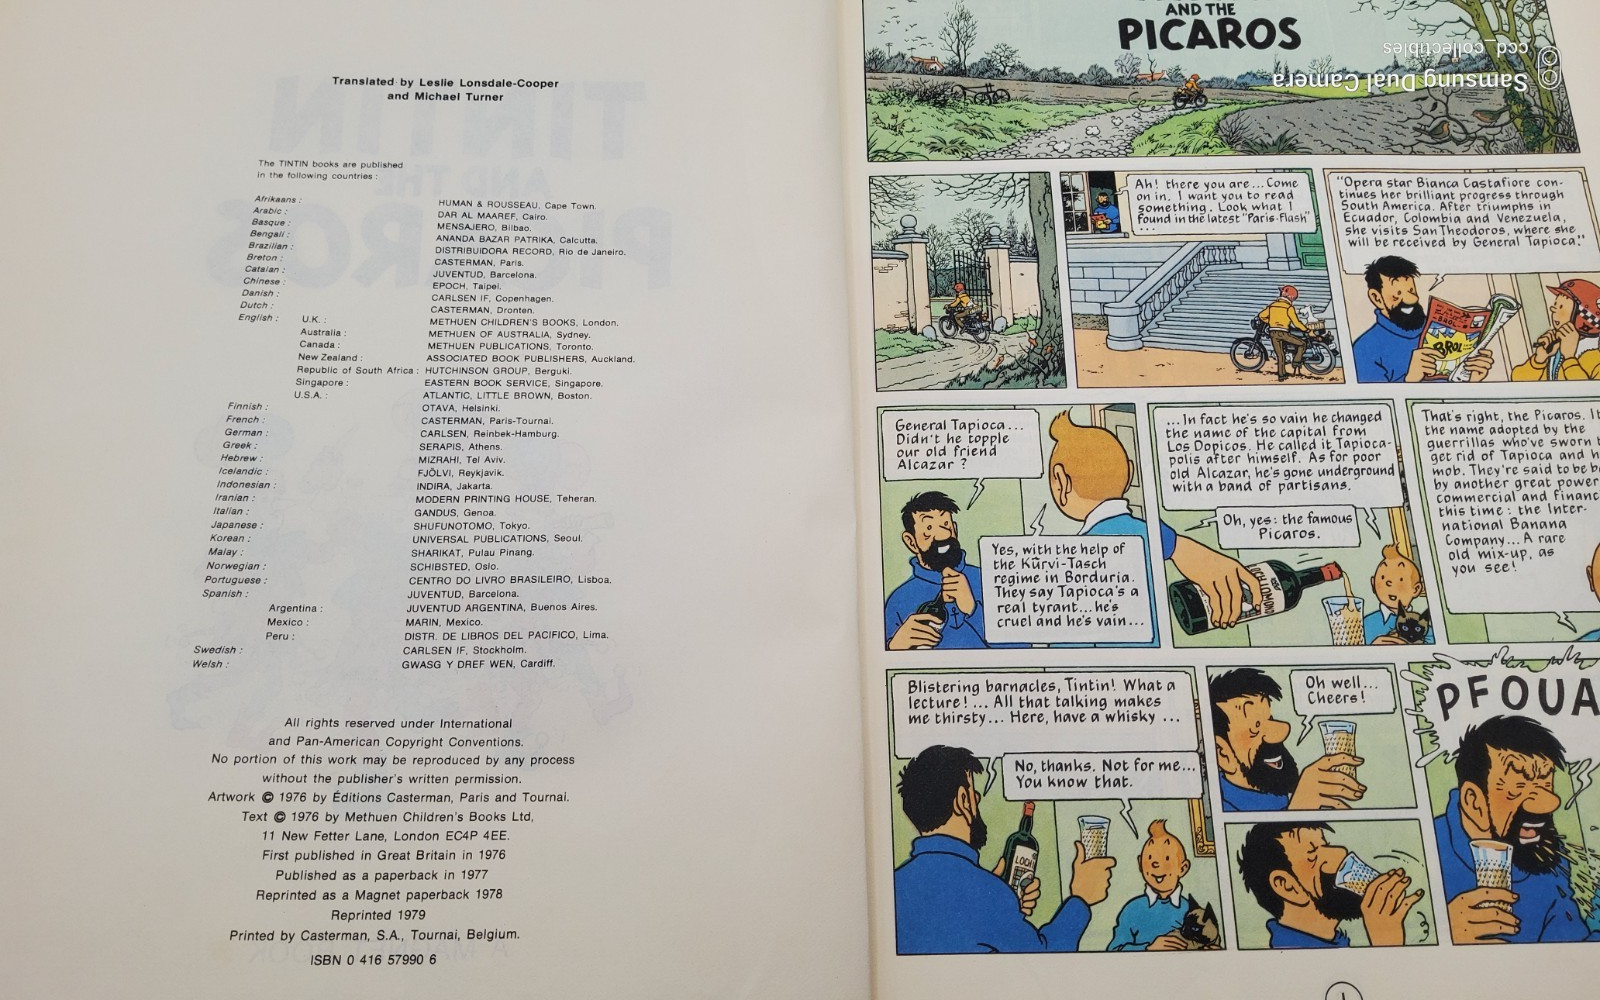 Translated by Leslie Lonsdale-Cooper
and Michael Turner
The TINTIN books are published
in the following countries :
Afrikaans : HUMAN & ROUSSEAU, Cape Town.
Arabic : DAR AL MAAREF, Cairo.
Basque : MENSAJERO, Bilbao.
Bengali : ANANDA BAZAR PATRIKA, Calcutta.
Brazilian : DISTRIBUIDORA RECORD, Rio de Janeiro.
Breton : CASTERMAN, Paris.
Catalan : JUVENTUD, Barcelona.
Chinese : EPOCH, Taipei.
Danish : CARLSEN IF, Copenhagen.
Dutch : CASTERMAN, Dronten.
English : U.K. : METHUEN CHILDREN'S BOOKS, London.
Australia : METHUEN OF AUSTRALIA, Sydney.
Canada : METHUEN PUBLICATIONS, Toronto.
New Zealand : ASSOCIATED BOOK PUBLISHERS, Auckland.
Republic of South Africa : HUTCHINSON GROUP, Berguki.
Singapore : EASTERN BOOK SERVICE, Singapore.
U.S.A. : ATLANTIC, LITTLE BROWN, Boston.
Finnish : OTAVA, Helsinki.
French : CASTERMAN, Paris-Tournai.
German : CARLSEN, Reinbek-Hamburg.
Greek : SERAPIS, Athens.
Hebrew : MIZRAHI, Tel Aviv.
Icelandic : FJÖLVI, Reykjavik.
Indonesian : INDIRA, Jakarta.
Iranian : MODERN PRINTING HOUSE, Teheran.
Italian : GANDUS, Genoa.
Japanese : SHUFUNOTOMO, Tokyo.
Korean : UNIVERSAL PUBLICATIONS, Seoul.
Malay : SHARIKAT, Pulau Pinang.
Norwegian : SCHIBSTED, Oslo.
Portuguese : CENTRO DO LIVRO BRASILEIRO, Lisboa.
Spanish : JUVENTUD, Barcelona.
Argentina : JUVENTUD ARGENTINA, Buenos Aires.
Mexico : MARIN, Mexico.
Peru : DISTR. DE LIBROS DEL PACIFICO, Lima.
Swedish : CARLSEN IF, Stockholm.
Welsh : GWASG Y DREF WEN, Cardiff.
All rights reserved under International
and Pan-American Copyright Conventions.
No portion of this work may be reproduced by any process
without the publisher's written permission.
Artwork © 1976 by Éditions Casterman, Paris and Tournai.
Text © 1976 by Methuen Children's Books Ltd,
11 New Fetter Lane, London EC4P 4EE.
First published in Great Britain in 1976
Published as a paperback in 1977
Reprinted as a Magnet paperback 1978
Reprinted 1979
Printed by Casterman, S.A., Tournai, Belgium.
ISBN 0 416 57990 6
AND THE
PICAROS
Samsung Dual Camera
ccd_collectibles
Ah! there you are... Come
on in. I want you to read
something. Look what I
found in the latest "Paris-Flash"
...
"Opera star Bianca Castafiore con-
tinues her brilliant progress through
South America. After triumphs in
Ecuador, Colombia and Venezuela,
she visits San Theodoros, where she
will be received by General Tapioca."
BROL
General Tapioca...
Didn't he topple
our old friend
Alcazar ?
Yes, with the help of
the Kûrvi-Tasch
regime in Borduria.
They say Tapioca's a
real tyrant... he's
cruel and he's vain...
...In fact he's so vain he changed
the name of the capital from
Los Dopicos. He called it Tapioca-
polis after himself. As for poor
old Alcazar, he's gone underground
with a band of partisans.
Oh, yes: the famous
Picaros.
LOCH LOMOND
That's right, the Picaros. It
the name adopted by the
guerrillas who've sworn t
get rid of Tapioca and h
mob. They're said to be b
by another great power
commercial and financ
this time : the Inter-
national Banana
Company... A rare
old mix-up, as
you see!
Blistering barnacles, Tintin! What a
lecture! ... All that talking makes
me thirsty... Here, have a whisky ...
No, thanks. Not for me...
You know that.
LOCH
Oh well...
Cheers!
PFOUA
1